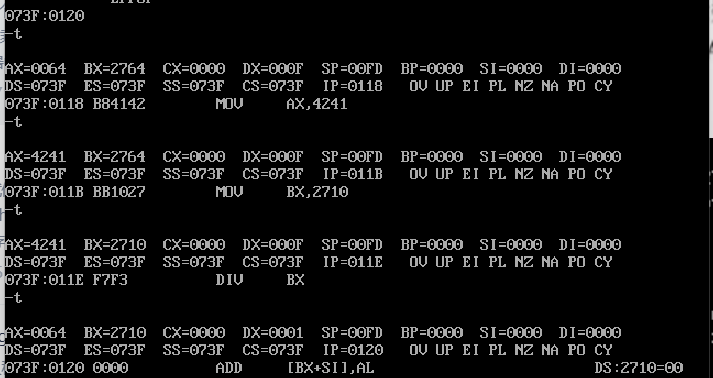 Error
073F:0120
-t
AX=0064 BX=2764 CX=0000 DX=000F SP=00FD BP=0000 SI=0000 DI=0000
DS=073F ES=073F SS=073F CS=073F IP=0118 OV UP EI PL NZ NA PO CY
073F:0118 B84142 MOV AX,4241
-t
AX=4241 BX=2764 CX=0000 DX=000F SP=00FD BP=0000 SI=0000 DI=0000
DS=073F ES=073F SS=073F CS=073F IP=011B OV UP EI PL NZ NA PO CY
073F:011B BB1027 MOV BX,2710
-t
AX=4241 BX=2710 CX=0000 DX=000F SP=00FD BP=0000 SI=0000 DI=0000
DS=073F ES=073F SS=073F CS=073F IP=011E OV UP EI PL NZ NA PO CY
073F:011E F7F3 DIV BX
-t
AX=0064 BX=2710 CX=0000 DX=0001 SP=00FD BP=0000 SI=0000 DI=0000
DS=073F ES=073F SS=073F CS=073F IP=0120 OV UP EI PL NZ NA PO CY
073F:0120 0000 ADD [BX+SI],AL DS:2710=00